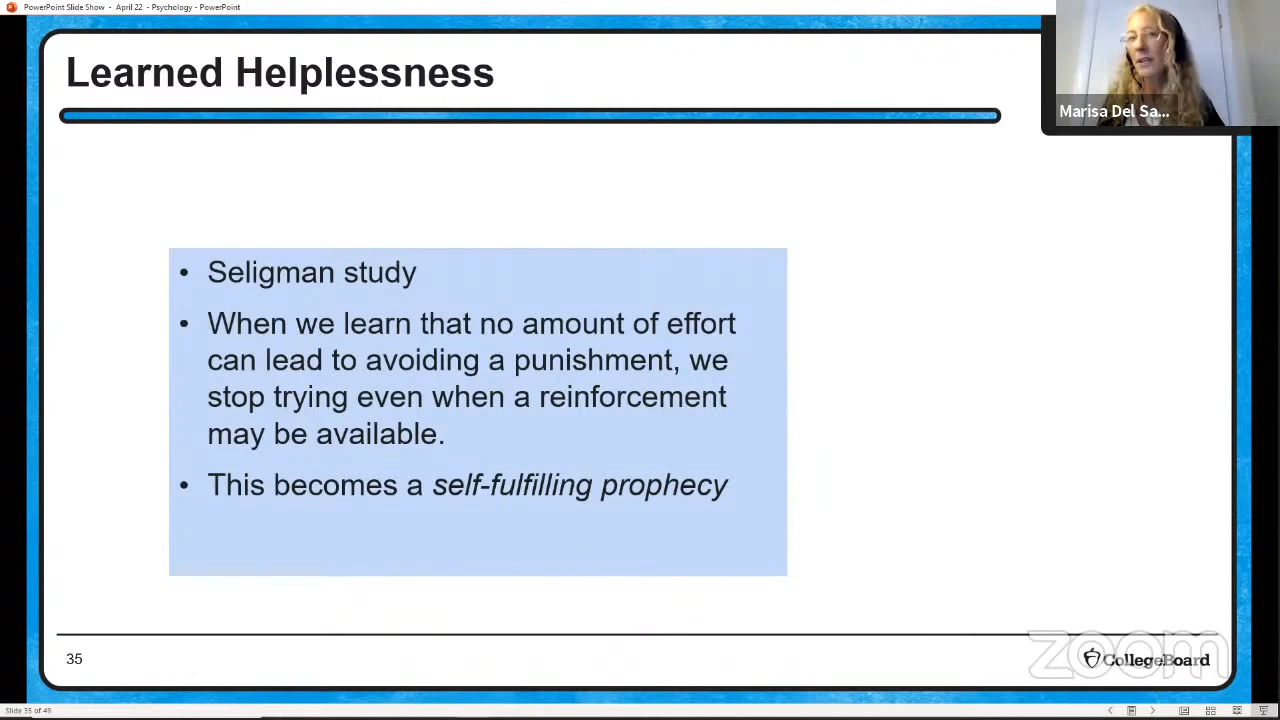 PowerPoint Slide Show - April 22 - Psychology - PowerPoint
Learned Helplessness
Marisa Del Sa...
• Seligman study
• When we learn that no amount of effort
can lead to avoiding a punishment, we
stop trying even when a reinforcement
may be available.
• This becomes a self-fulfilling prophecy
35
zoom
CollegeBoard
Slide 35 of 49